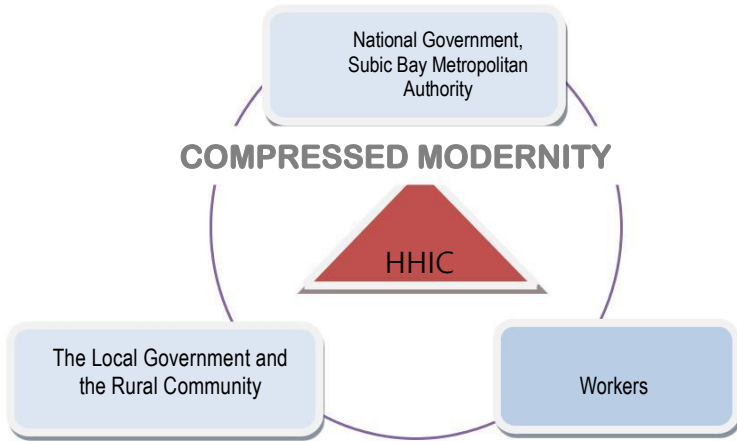 National Government,
Subic Bay Metropolitan
Authority
COMPRESSED MODERNITY
HHIC
The Local Government and
the Rural Community
Workers